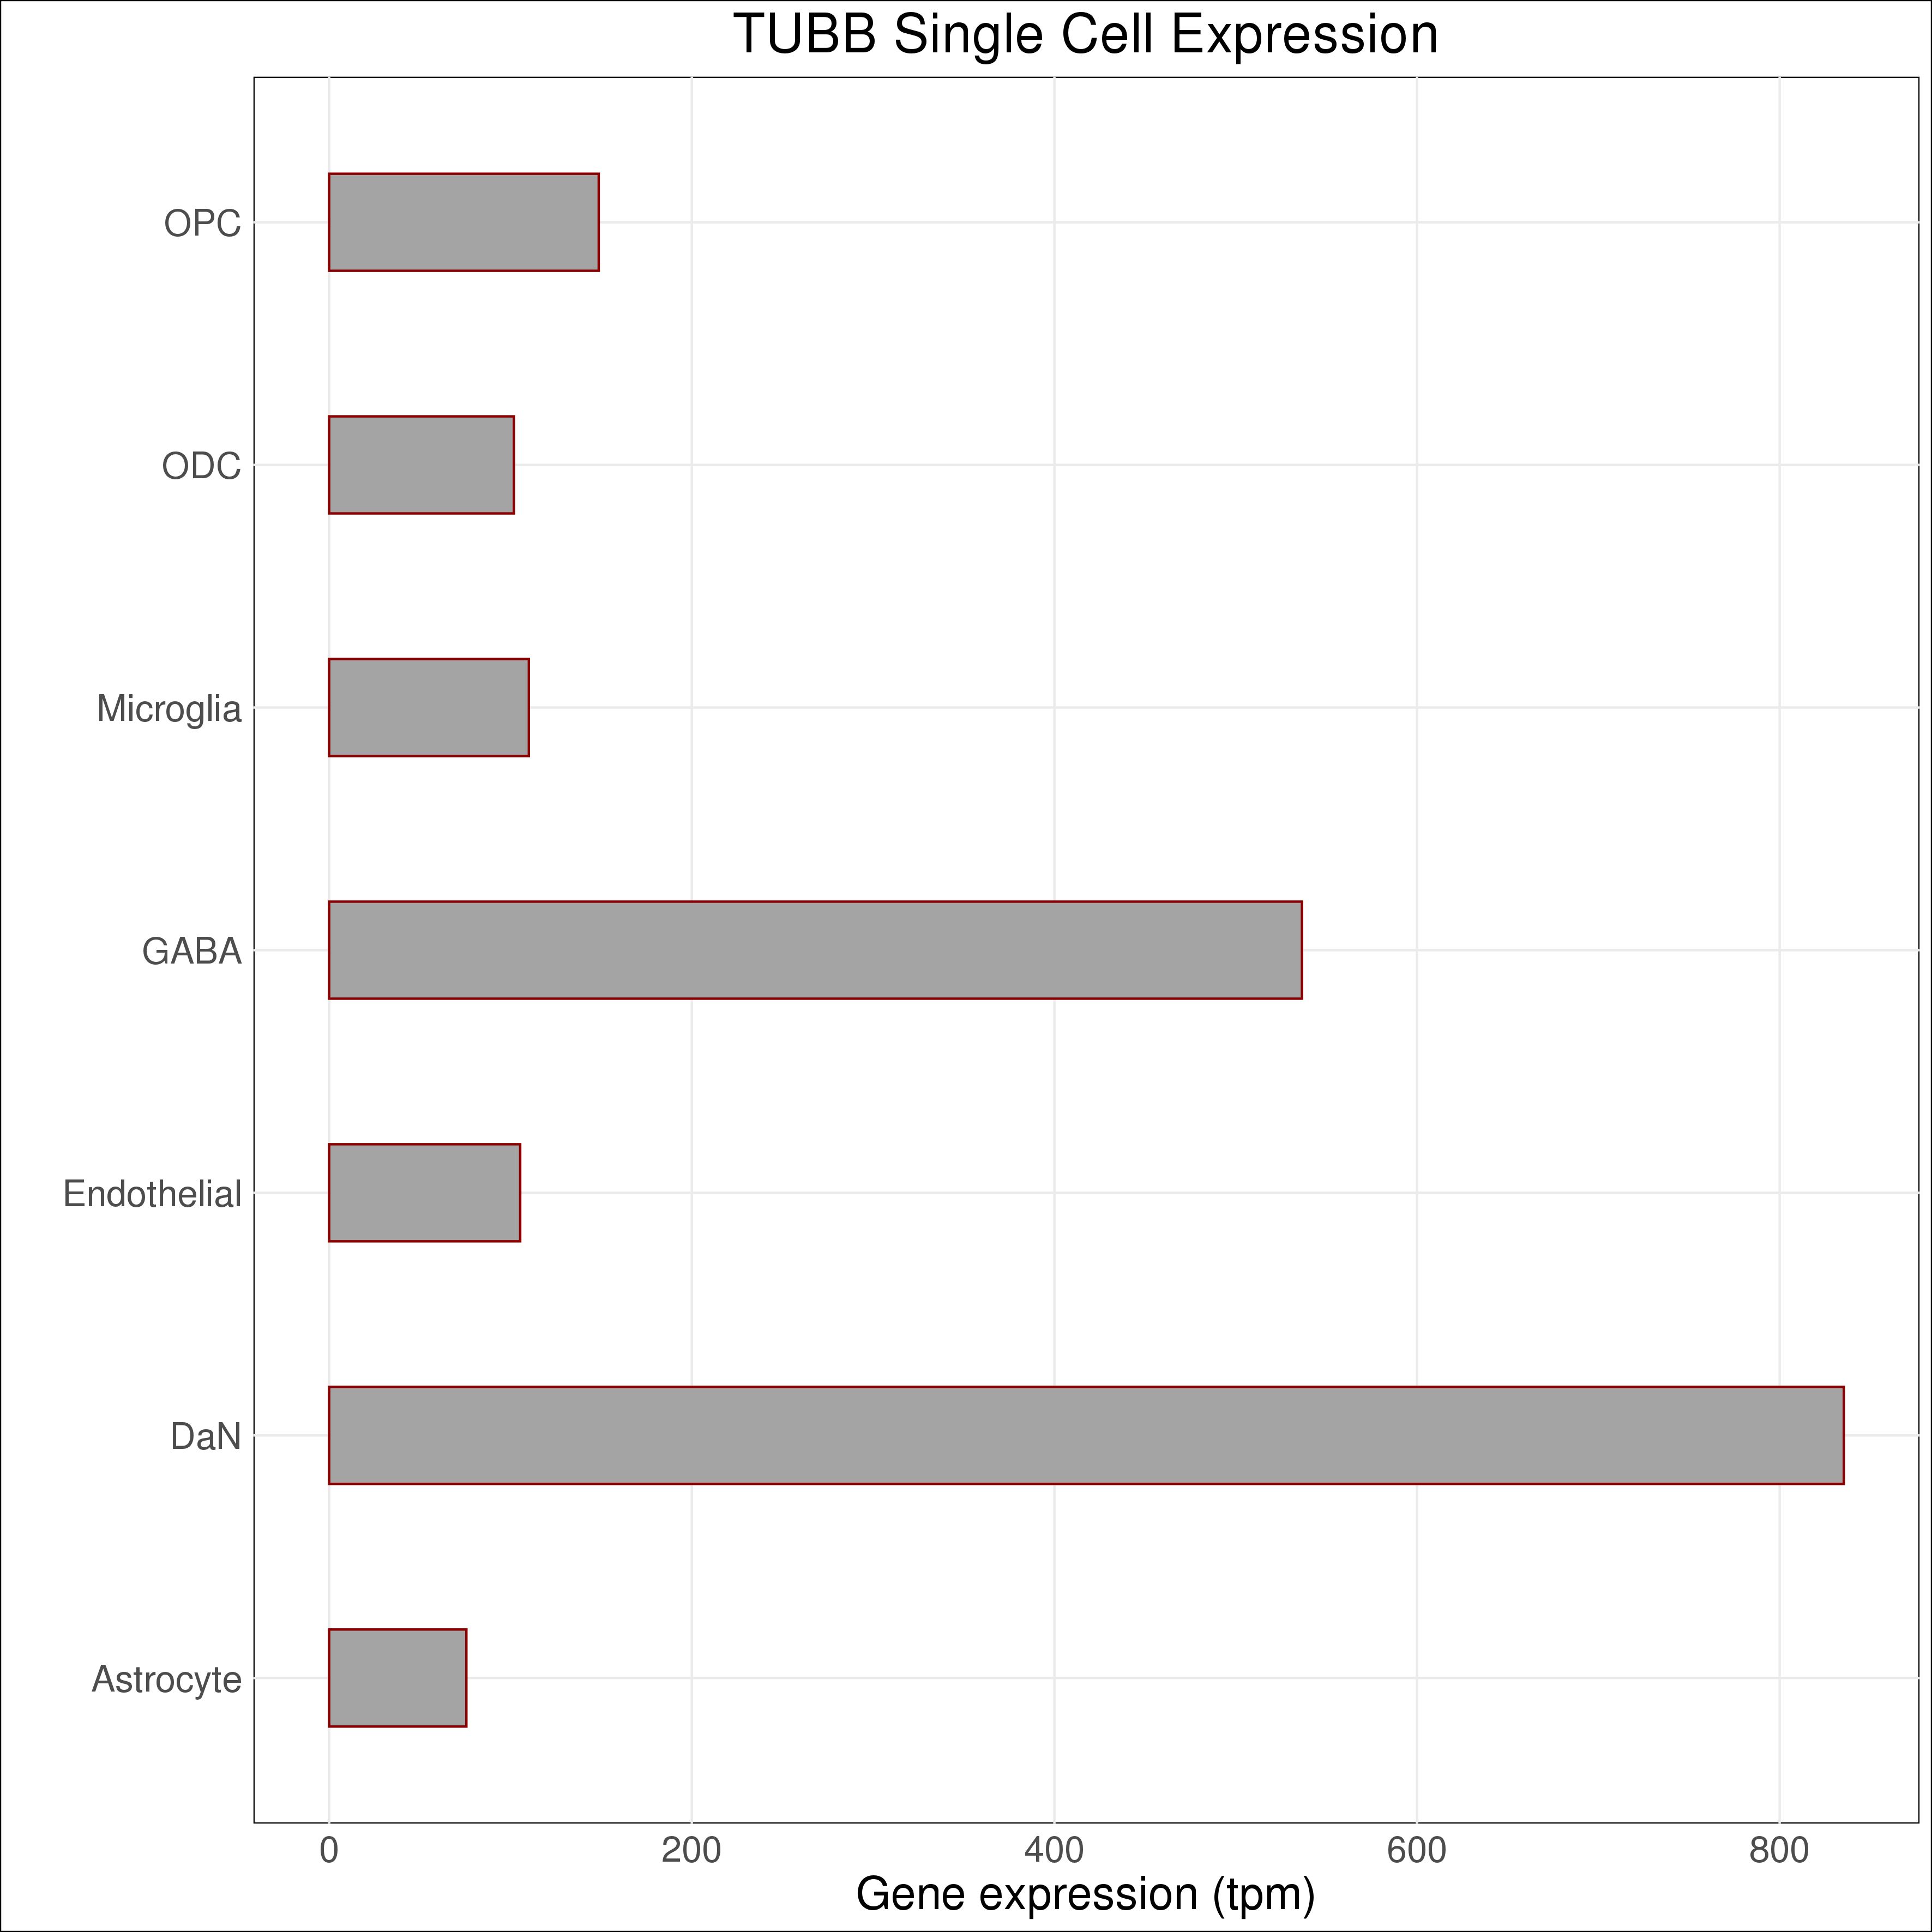 TUBB Single Cell Expression
OPC
ODC
Microglia
GABA
Endothelial
DaN
Astrocyte
0 200 400 600 800
Gene expression (tpm)